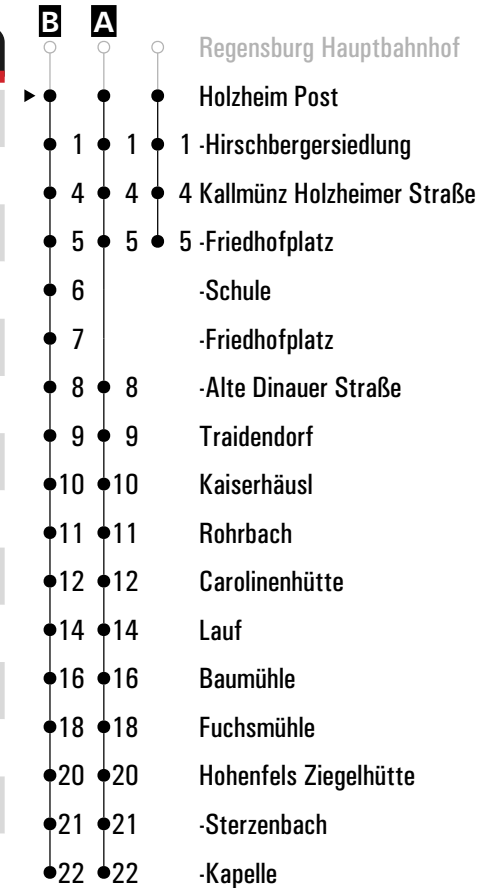 B A
Regensburg Hauptbahnhof
Holzheim Post
1 1 1 -Hirschbergersiedlung
4 4 4 Kallmünz Holzheimer Straße
5 5 5 -Friedhofplatz
6 -Schule
7 -Friedhofplatz
8 8 -Alte Dinauer Straße
9 9 Traidendorf
10 10 Kaiserhäusl
11 11 Rohrbach
12 12 Carolinenhütte
14 14 Lauf
16 16 Baumühle
18 18 Fuchsmühle
20 20 Hohenfels Ziegelhütte
21 21 -Sterzenbach
22 22 -Kapelle